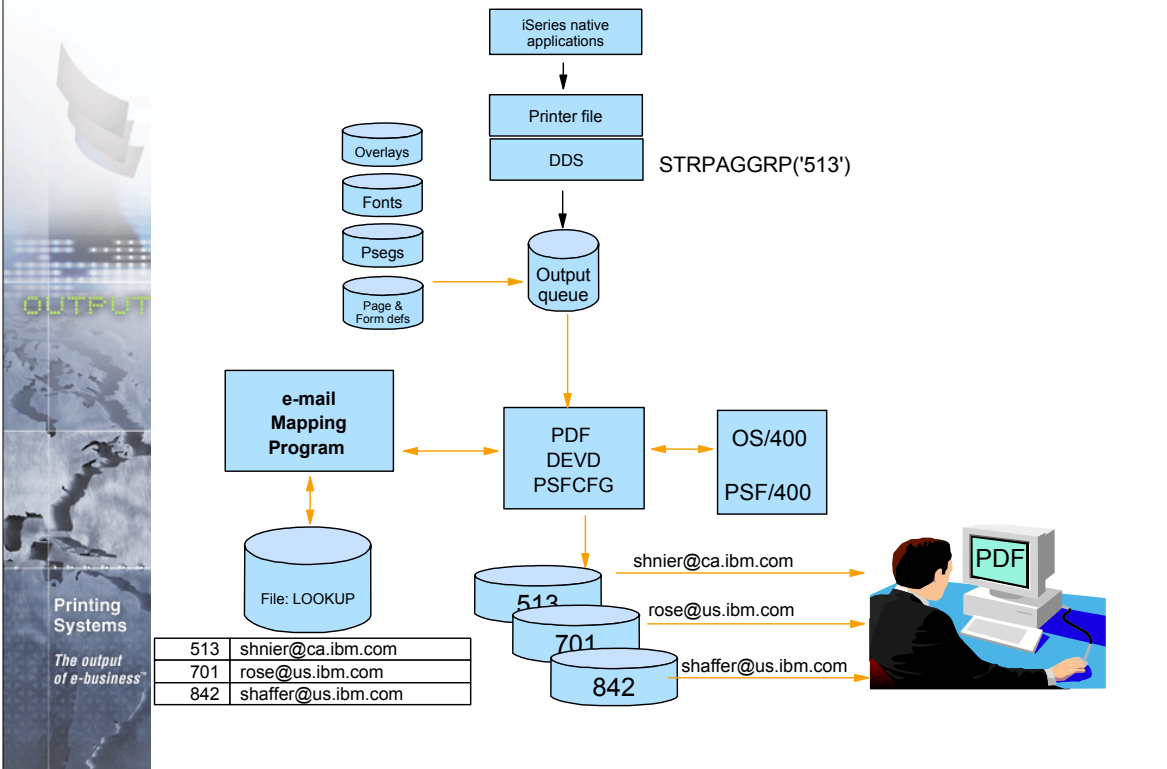 iSeries native
applications
Printer file
DDS
STRPAGGRP('513')
Overlays
Fonts
Psegs
Page &
Form defs
Output
queue
OUTPUT
e-mail
Mapping
Program
PDF
DEVD
PSFCFG
OS/400
PSF/400
File: LOOKUP
513 shnier@ca.ibm.com
701 rose@us.ibm.com
842 shaffer@us.ibm.com
513
701
842
shnier@ca.ibm.com
rose@us.ibm.com
shaffer@us.ibm.com
PDF
Printing
Systems
The output
of e-business™